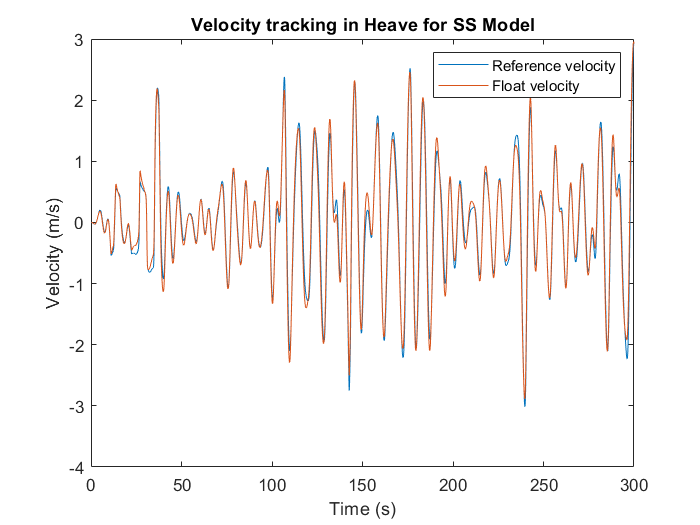 Velocity tracking in Heave for SS Model
Reference velocity
Float velocity
3
2
1
0
-1
-2
-3
-4
Velocity (m/s)
0 50 100 150 200 250 300
Time (s)